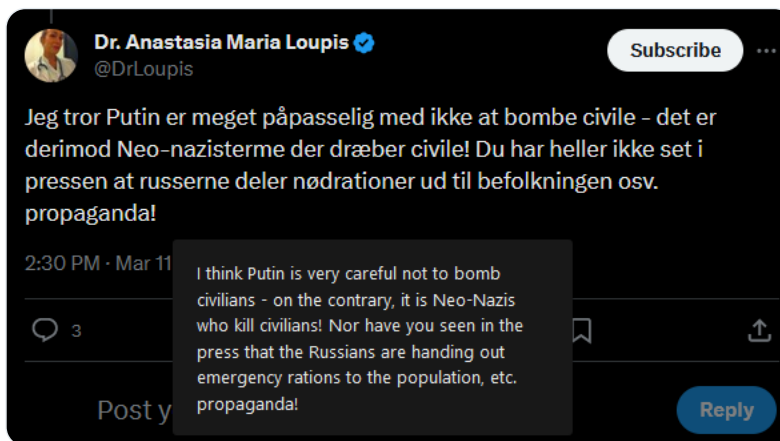 Dr. Anastasia Maria Loupis
@DrLoupis
Subscribe
Jeg tror Putin er meget påpasselig med ikke at bombe civile - det er
derimod Neo-nazisterme der dræber civile! Du har heller ikke set i
pressen at russerne deler nødrationer ud til befolkningen osv.
propaganda!
2:30 PM · Mar 11
I think Putin is very careful not to bomb
civilians - on the contrary, it is Neo-Nazis
who kill civilians! Nor have you seen in the
press that the Russians are handing out
emergency rations to the population, etc.
propaganda!
3
Post y
Reply